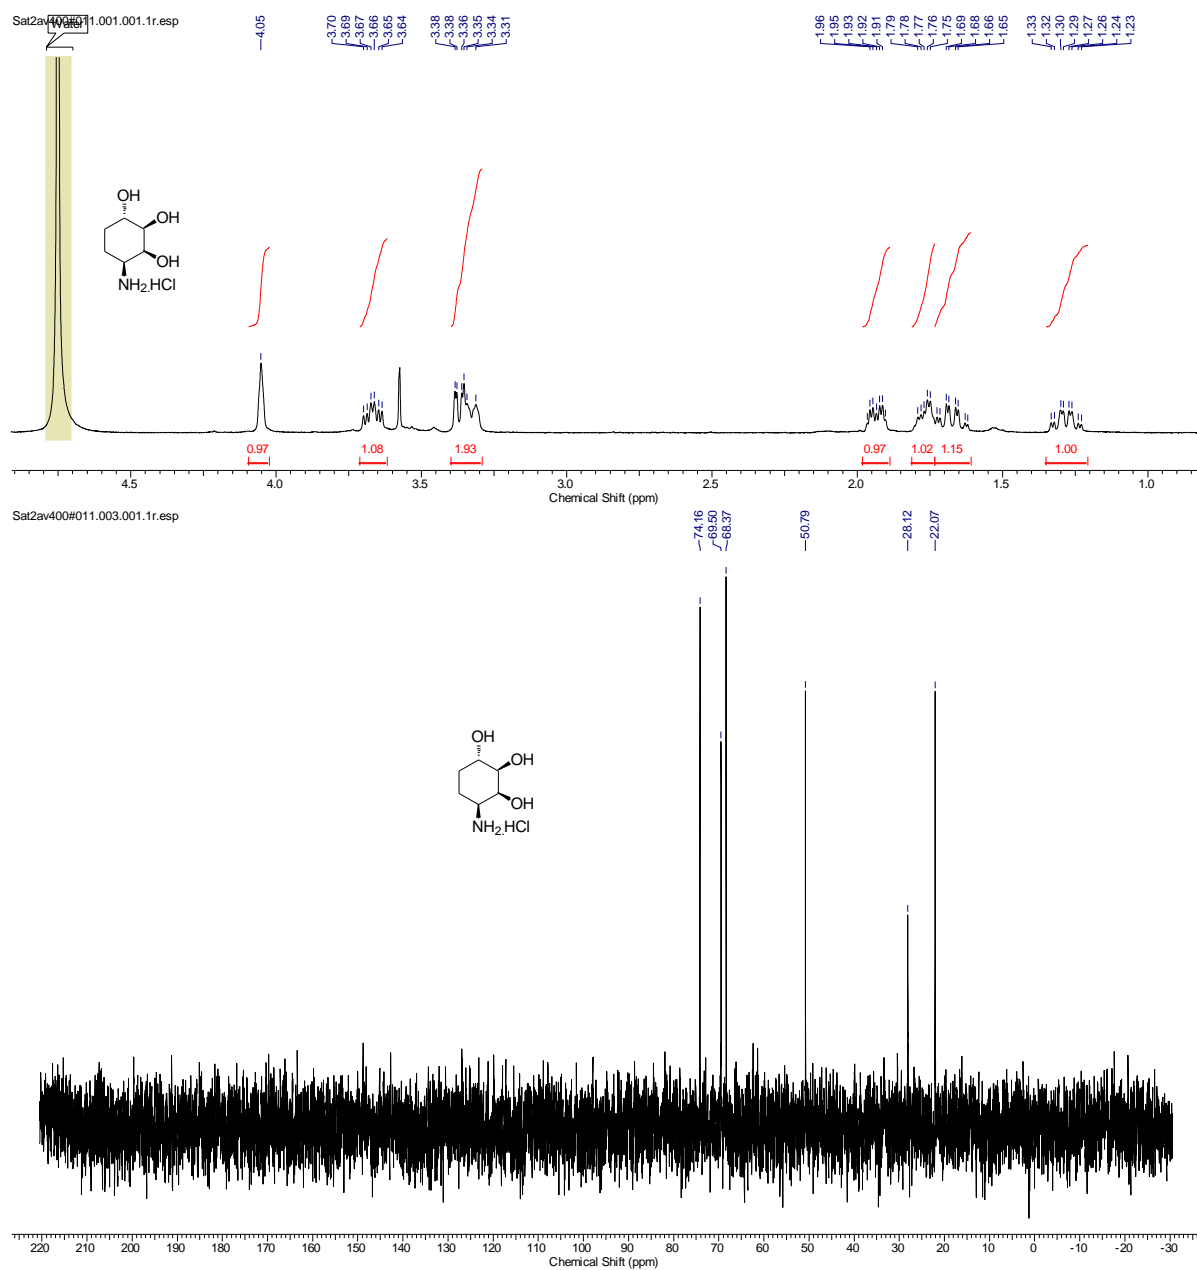 Sat2av400#011.001.001.1r.esp
Water
4.05
3.70
3.69
3.67
3.66
3.65
3.64
3.38
3.38
3.36
3.35
3.34
3.31
1.96
1.95
1.93
1.92
1.91
1.79
1.78
1.77
1.76
1.75
1.69
1.68
1.66
1.65
1.33
1.32
1.30
1.29
1.27
1.26
1.24
1.23
OH
OH
OH
NH2.HCl
0.97 1.08 1.93 0.97 1.02 1.15 1.00
4.5 4.0 3.5 3.0 2.5 2.0 1.5 1.0
Chemical Shift (ppm)
Sat2av400#011.003.001.1r.esp
74.16
69.50
68.37
50.79
28.12
22.07
OH
OH
OH
NH2.HCl
220 210 200 190 180 170 160 150 140 130 120 110 100 90 80 70 60 50 40 30 20 10 0 -10 -20 -30
Chemical Shift (ppm)